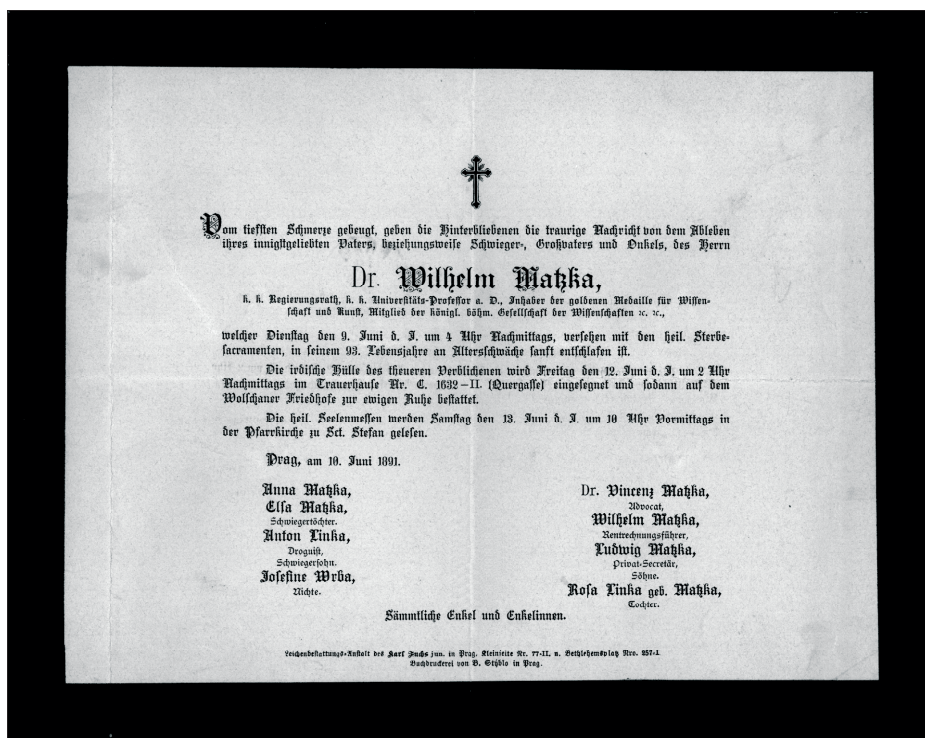 Vom tiefsten Schmerze gebeugt, geben die Hinterbliebenen die traurige Nachricht von dem Ableben
ihres innigstgeliebten Vaters, beziehungsweise Schwieger-, Großvaters und Onkels, des Herrn
Dr. Wilhelm Matzka,
k. k. Regierungsrath, k. k. Universitäts-Professor a. D., Inhaber der goldenen Medaille für Wissen-
schaft und Kunst, Mitglied der königl. böhm. Gesellschaft der Wissenschaften ꝛc. ꝛc.,
welcher Dienstag den 9. Juni d. J. um 4 Uhr Nachmittags, versehen mit den heil. Sterbe-
sacramenten, in seinem 93. Lebensjahre an Altersschwäche sanft entschlafen ist.
Die irdische Hülle des theueren Verblichenen wird Freitag den 12. Juni d. J. um 2 Uhr
Nachmittags im Trauerhause Nr. C. 1632–II. (Quergasse) eingesegnet und sodann auf dem
Wolschaner Friedhofe zur ewigen Ruhe bestattet.
Die heil. Seelenmessen werden Samstag den 13. Juni d. J. um 10 Uhr Vormittags in
der Pfarrkirche zu Sct. Stefan gelesen.
Prag, am 10. Juni 1891.
Anna Matzka,
Elsa Matzka,
Schwiegertöchter.
Anton Linka,
Droguist,
Schwiegersohn.
Josefine Wrba,
Nichte.
Dr. Vincenz Matzka,
Advocat,
Wilhelm Matzka,
Rentrechnungsführer,
Ludwig Matzka,
Privat-Secretär,
Söhne.
Rosa Linka geb. Matzka,
Tochter.
Sämmtliche Enkel und Enkelinnen.
Leichenbestattungs-Anstalt des Karl Fuchs jun. in Prag. Kleinseite Nr. 77-II. u. Bethlehemsplatz Nro. 257-I.
Buchdruckerei von B. Stýblo in Prag.